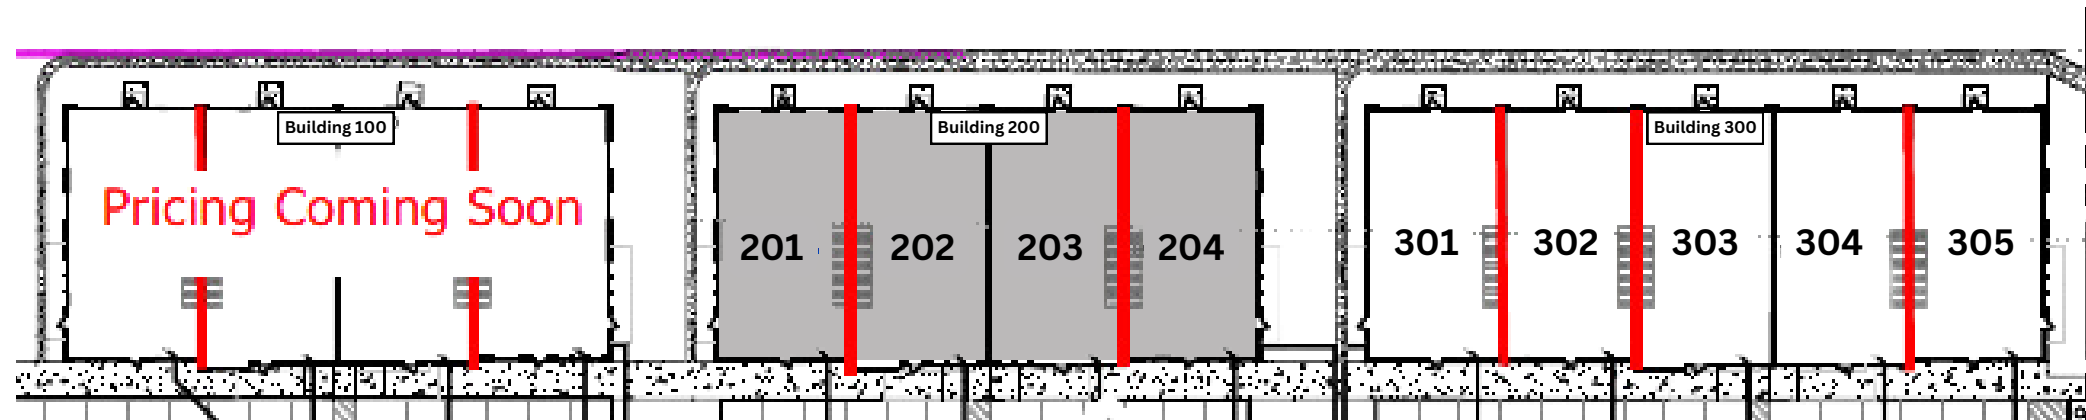 Building 100
Pricing Coming Soon
Building 200
201 202 203 204
Building 300
301 302 303 304 305